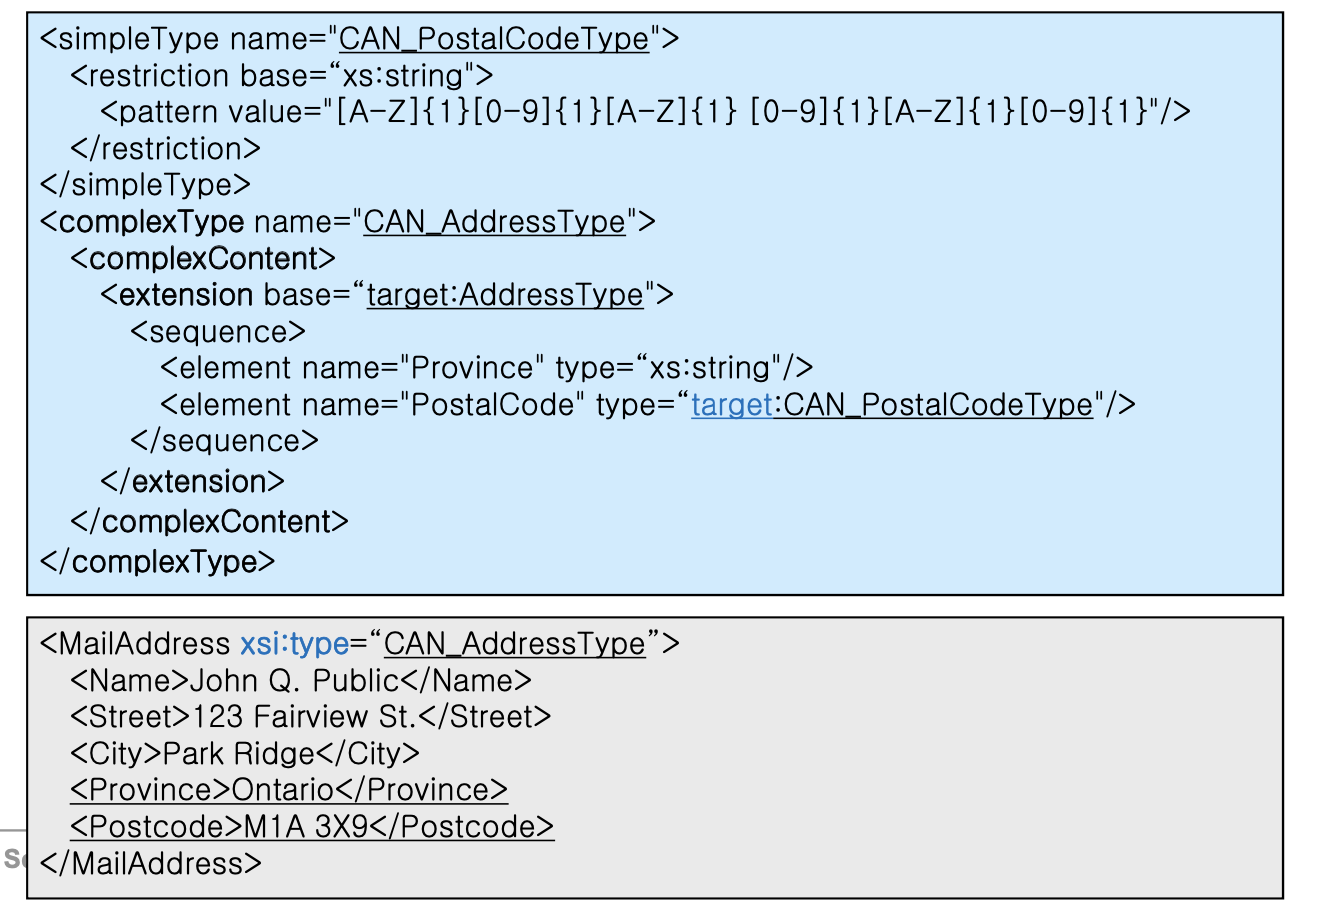 <simpleType name="CAN_PostalCodeType">
<restriction base=“xs:string">
<pattern value="[A-Z]{1}[0-9]{1}[A-Z]{1} [0-9]{1}[A-Z]{1}[0-9]{1}"/>
</restriction>
</simpleType>
<complexType name="CAN_AddressType">
<complexContent>
<extension base=“target:AddressType">
<sequence>
<element name="Province" type=“xs:string"/>
<element name="PostalCode" type=“target:CAN_PostalCodeType"/>
</sequence>
</extension>
</complexContent>
</complexType>
<MailAddress xsi:type=“CAN_AddressType”>
<Name>John Q. Public</Name>
<Street>123 Fairview St.</Street>
<City>Park Ridge</City>
<Province>Ontario</Province>
<Postcode>M1A 3X9</Postcode>
</MailAddress>